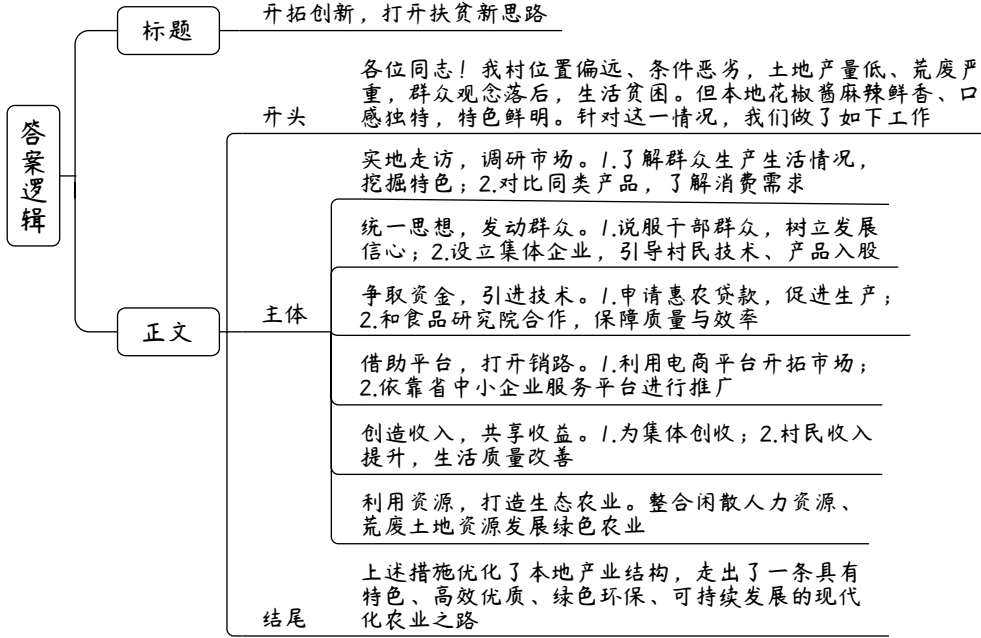 答案逻辑
标题
开拓创新，打开扶贫新思路
正文
开头
各位同志！我村位置偏远、条件恶劣，土地产量低、荒废严
重，群众观念落后，生活贫困。但本地花椒酱麻辣鲜香、口
感独特，特色鲜明。针对这一情况，我们做了如下工作
主体
实地走访，调研市场。1.了解群众生产生活情况，
挖掘特色；2.对比同类产品，了解消费需求
统一思想，发动群众。1.说服干部群众，树立发展
信心；2.设立集体企业，引导村民技术、产品入股
争取资金，引进技术。1.申请惠农贷款，促进生产；
2.和食品研究院合作，保障质量与效率
借助平台，打开销路。1.利用电商平台开拓市场；
2.依靠省中小企业服务平台进行推广
创造收入，共享收益。1.为集体创收；2.村民收入
提升，生活质量改善
利用资源，打造生态农业。整合闲散人力资源、
荒废土地资源发展绿色农业
结尾
上述措施优化了本地产业结构，走出了一条具有
特色、高效优质、绿色环保、可持续发展的现代
化农业之路